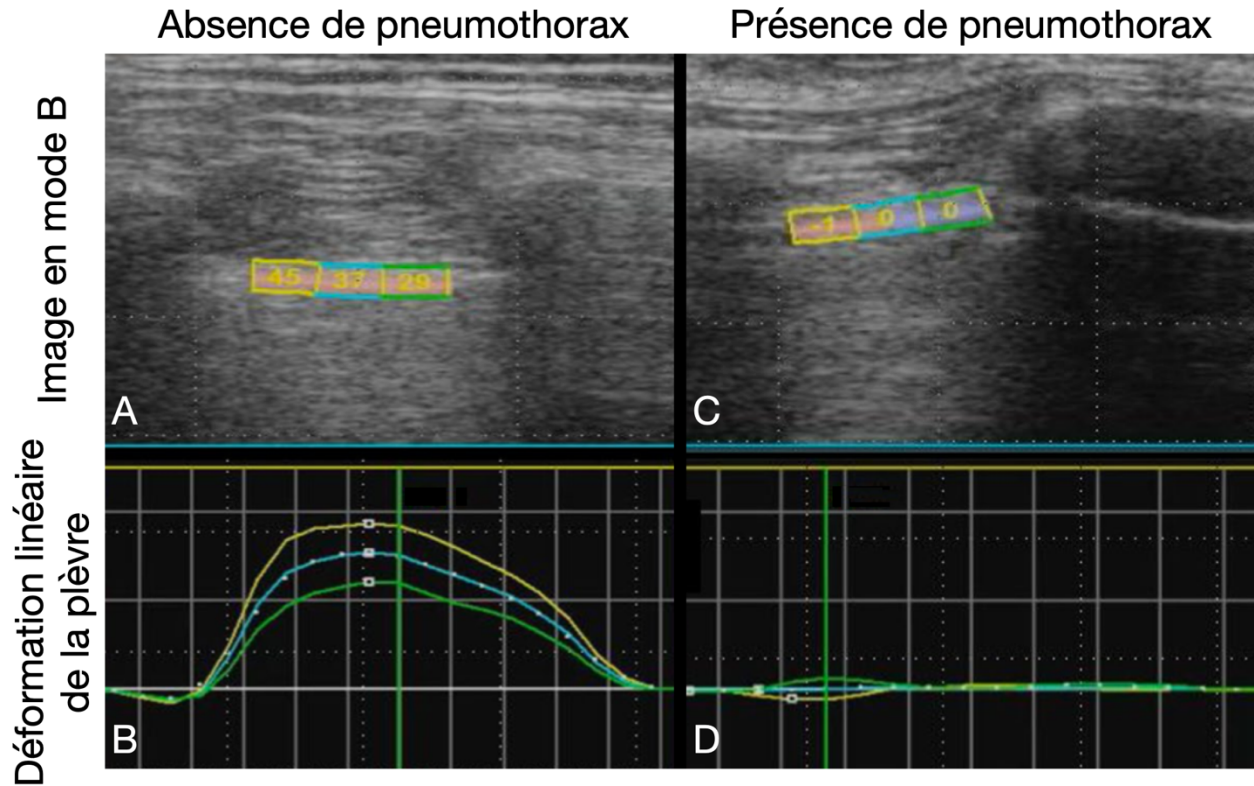 Absence de pneumothorax
Présence de pneumothorax
Image en mode B
45 37 29
A
-1 0 0
C
Déformation linéaire
de la plèvre
B
D